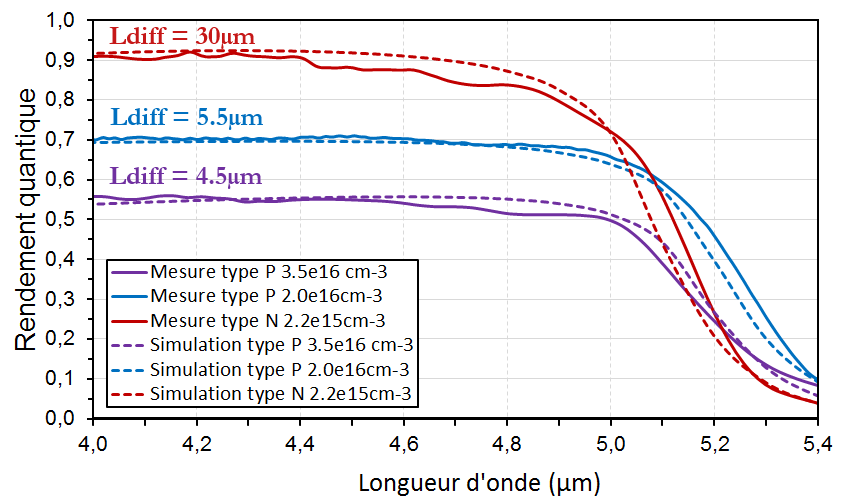 1,0
0,9
0,8
0,7
0,6
0,5
0,4
0,3
0,2
0,1
0,0
Rendement quantique
Ldiff = 30µm
Ldiff = 5.5µm
Ldiff = 4.5µm
Mesure type P 3.5e16 cm-3
Mesure type P 2.0e16cm-3
Mesure type N 2.2e15cm-3
Simulation type P 3.5e16 cm-3
Simulation type P 2.0e16cm-3
Simulation type N 2.2e15cm-3
4,0 4,2 4,4 4,6 4,8 5,0 5,2 5,4
Longueur d'onde (µm)